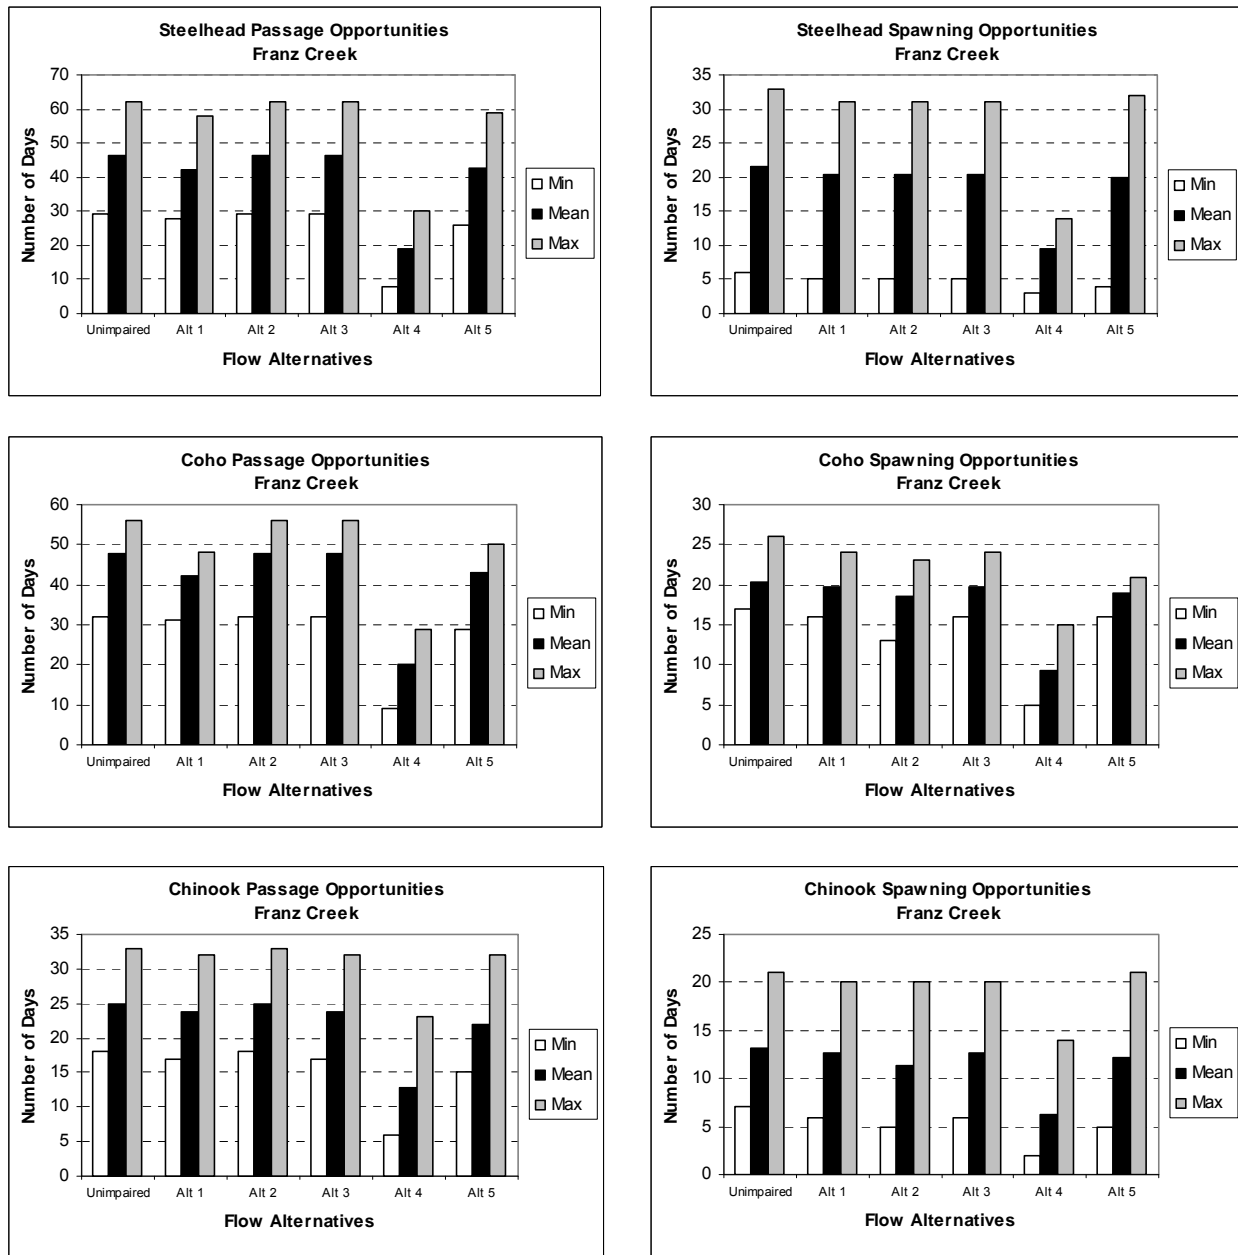 Steelhead Passage Opportunities
Franz Creek
Number of Days
70
60
50
40
30
20
10
0
Unimpaired Alt 1 Alt 2 Alt 3 Alt 4 Alt 5
Flow Alternatives
Min
Mean
Max
Steelhead Spawning Opportunities
Franz Creek
Number of Days
35
30
25
20
15
10
5
0
Unimpaired Alt 1 Alt 2 Alt 3 Alt 4 Alt 5
Flow Alternatives
Min
Mean
Max
Coho Passage Opportunities
Franz Creek
Number of Days
60
50
40
30
20
10
0
Unimpaired Alt 1 Alt 2 Alt 3 Alt 4 Alt 5
Flow Alternatives
Min
Mean
Max
Coho Spawning Opportunities
Franz Creek
Number of Days
30
25
20
15
10
5
0
Unimpaired Alt 1 Alt 2 Alt 3 Alt 4 Alt 5
Flow Alternatives
Min
Mean
Max
Chinook Passage Opportunities
Franz Creek
Number of Days
35
30
25
20
15
10
5
0
Unimpaired Alt 1 Alt 2 Alt 3 Alt 4 Alt 5
Flow Alternatives
Min
Mean
Max
Chinook Spawning Opportunities
Franz Creek
Number of Days
25
20
15
10
5
0
Unimpaired Alt 1 Alt 2 Alt 3 Alt 4 Alt 5
Flow Alternatives
Min
Mean
Max